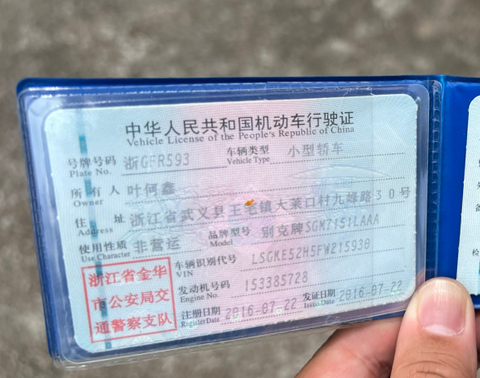 中华人民共和国机动车行驶证
Vehicle License of the People's Republic of China
号牌号码 浙GFR593 车辆类型 小型轿车
Plate No. Vehicle Type
所有人 叶何鑫
Owner
住址 浙江省武义县王宅镇大莱口村九峰路30号
Address
使用性质 非营运 品牌型号 别克牌SGM7151LAAA
Use Character Model
浙江省金华
市公安局交
通警察支队
车辆识别代号 LSGKE52H5FW215938
VIN
发动机号码 153385728
Engine No.
注册日期 2016-07-22 发证日期 2016-07-22
Register Date Issue Date